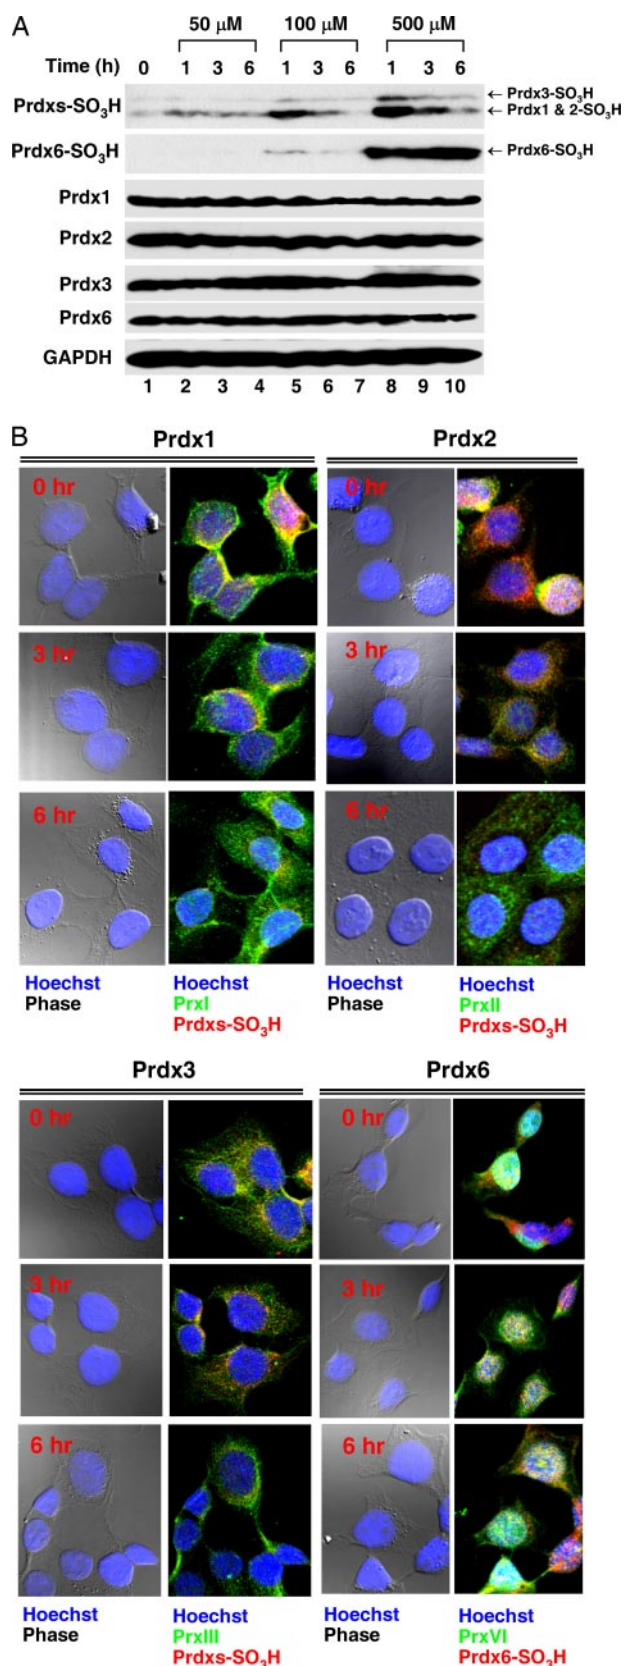 A
50 μM 100 μM 500 μM
Time (h) 0 1 3 6 1 3 6 1 3 6
Prdxs-SO₃H ← Prdx3-SO₃H
← Prdx1 & 2-SO₃H
Prdx6-SO₃H ← Prdx6-SO₃H
Prdx1
Prdx2
Prdx3
Prdx6
GAPDH
1 2 3 4 5 6 7 8 9 10
B
Prdx1 Prdx2
0 hr 0 hr
3 hr 3 hr
6 hr 6 hr
Hoechst Hoechst Hoechst Hoechst
Phase PrxI Phase PrxII
Prdxs-SO₃H Prdxs-SO₃H
Prdx3 Prdx6
0 hr 0 hr
3 hr 3 hr
6 hr 6 hr
Hoechst Hoechst Hoechst Hoechst
Phase PrxIII Phase PrxVI
Prdxs-SO₃H Prdx6-SO₃H